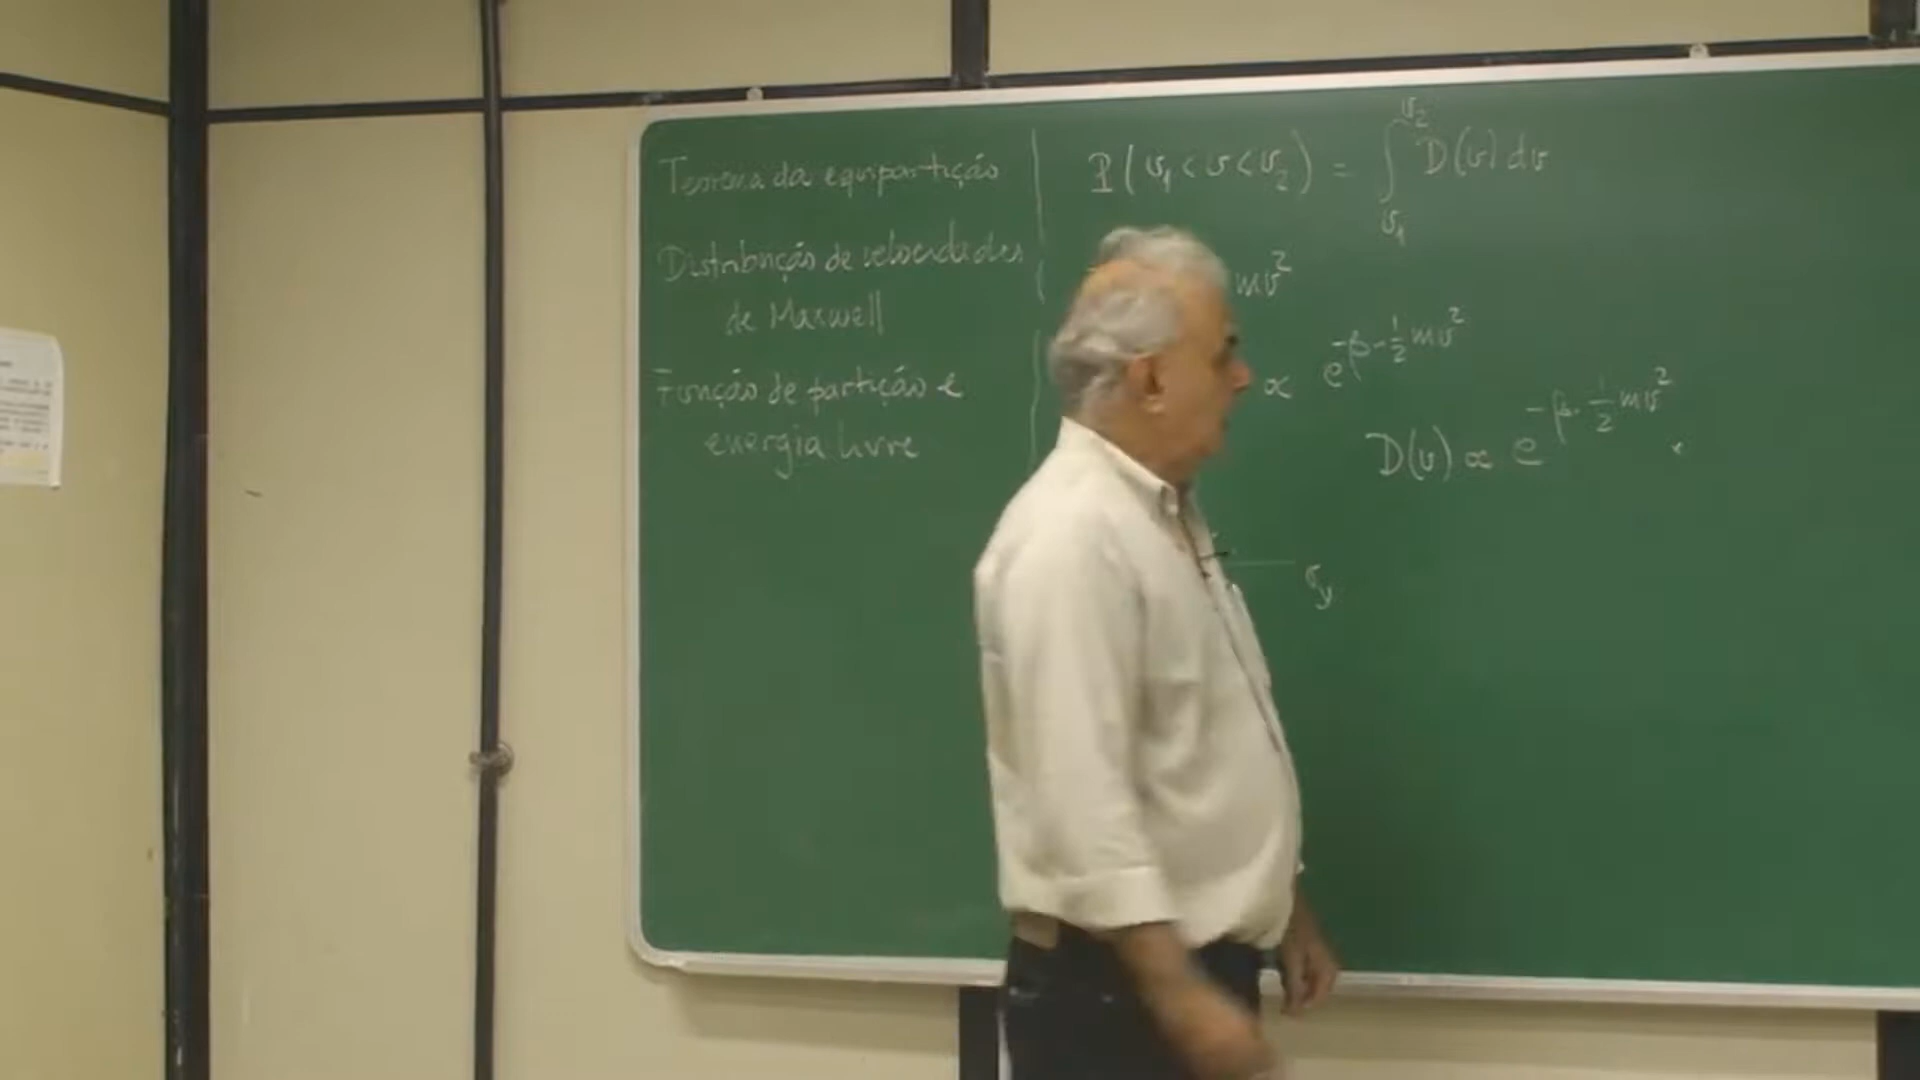 Teorema da equipartição
Distribuição de velocidades
de Maxwell
Função de partição e
energia livre
P(v₁ < v < v₂) = ∫_{v₁}^{v₂} D(v) dv
mv²
∝ e^{-β·½mv²}
D(v) ∝ e^{-β·½mv²} ·
v_y